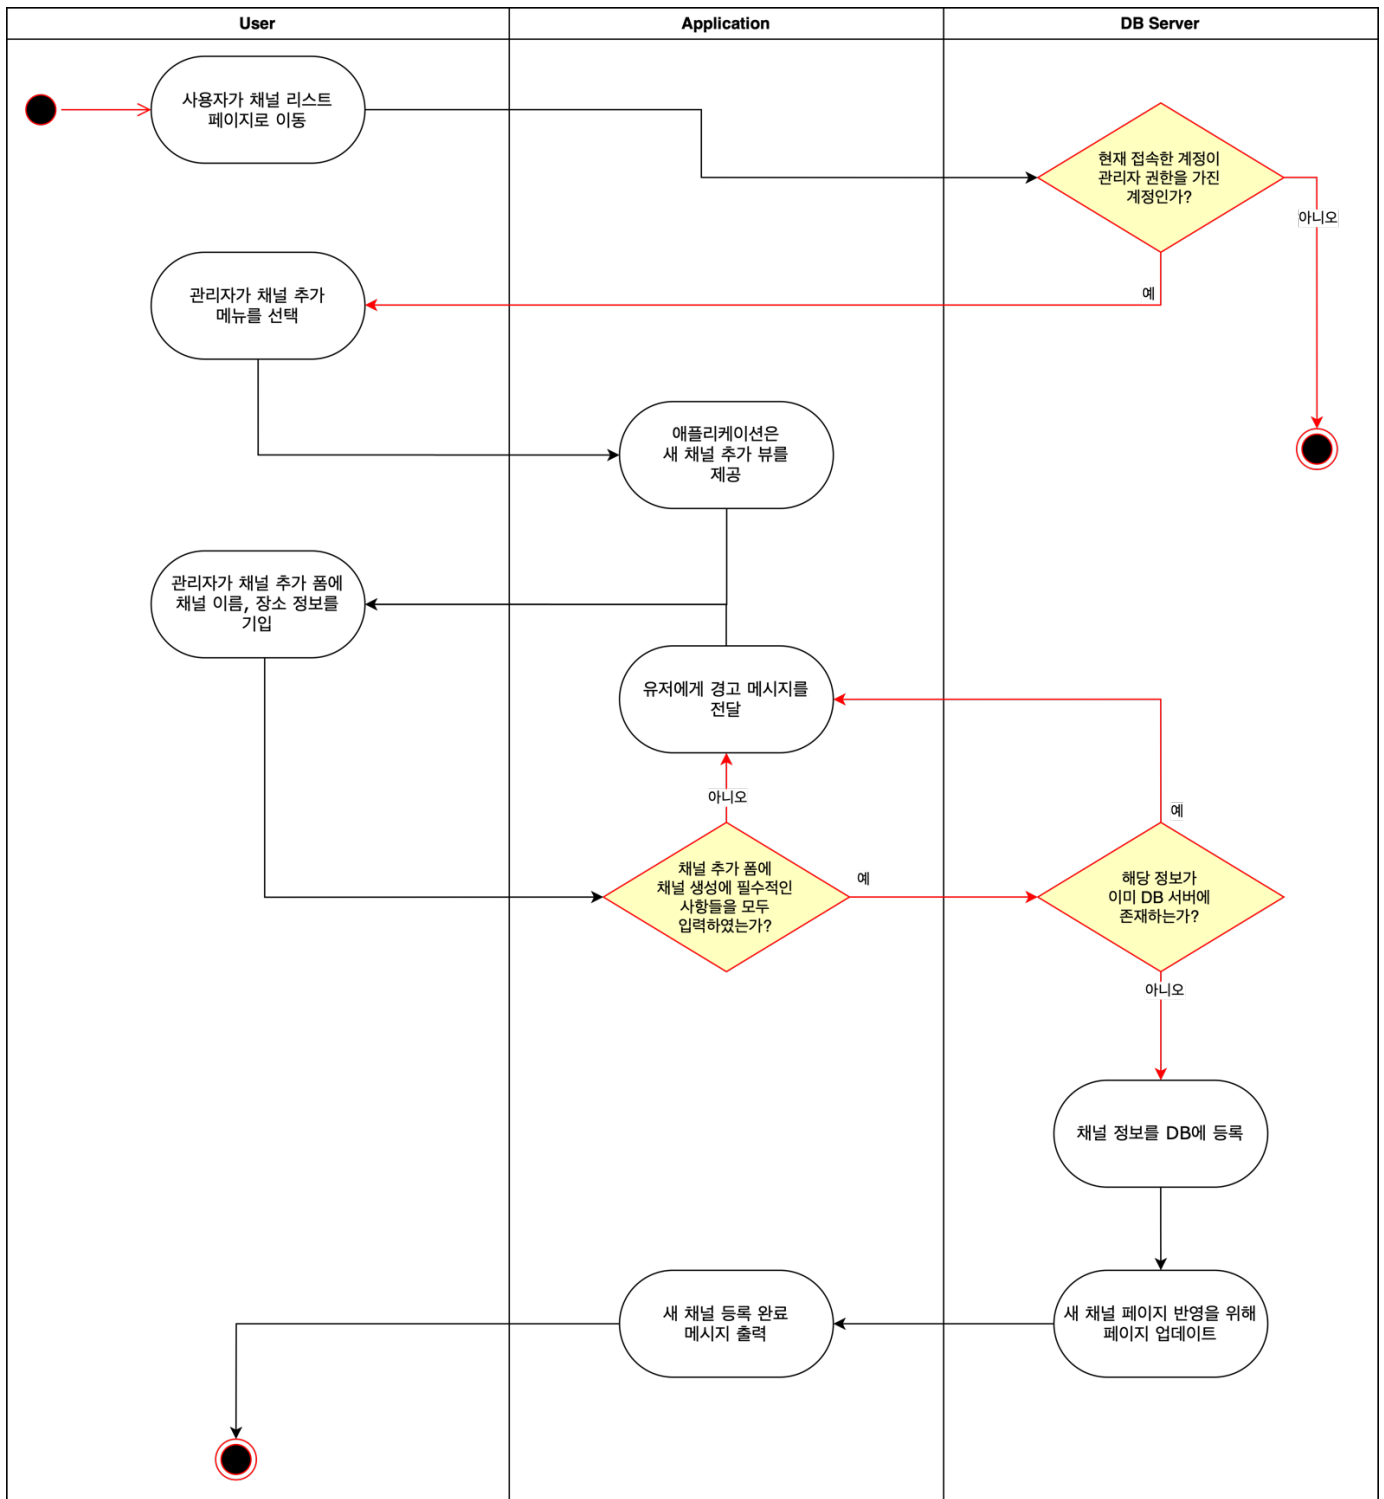 User
Application
DB Server
사용자가 채널 리스트
페이지로 이동
현재 접속한 계정이
관리자 권한을 가진
계정인가?
아니오
예
관리자가 채널 추가
메뉴를 선택
애플리케이션은
새 채널 추가 뷰를
제공
관리자가 채널 추가 폼에
채널 이름, 장소 정보를
기입
유저에게 경고 메시지를
전달
아니오
예
채널 추가 폼에
채널 생성에 필수적인
사항들을 모두
입력하였는가?
예
해당 정보가
이미 DB 서버에
존재하는가?
아니오
채널 정보를 DB에 등록
새 채널 페이지 반영을 위해
페이지 업데이트
새 채널 등록 완료
메시지 출력